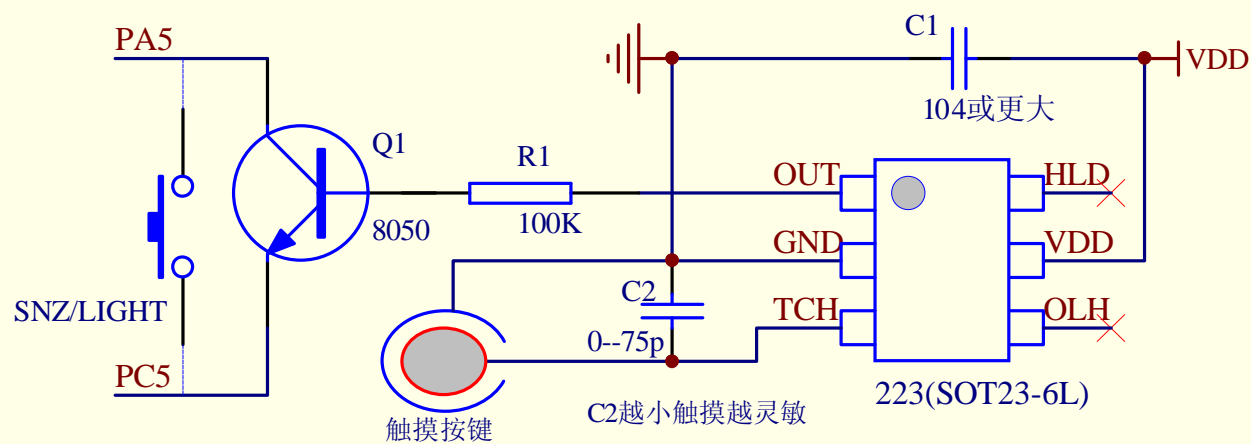 PA5
C1
VDD
104或更大
Q1
R1
OUT
HLD
8050
100K
GND
VDD
SNZ/LIGHT
C2
TCH
OLH
0--75p
PC5
223(SOT23-6L)
触摸按键
C2越小触摸越灵敏